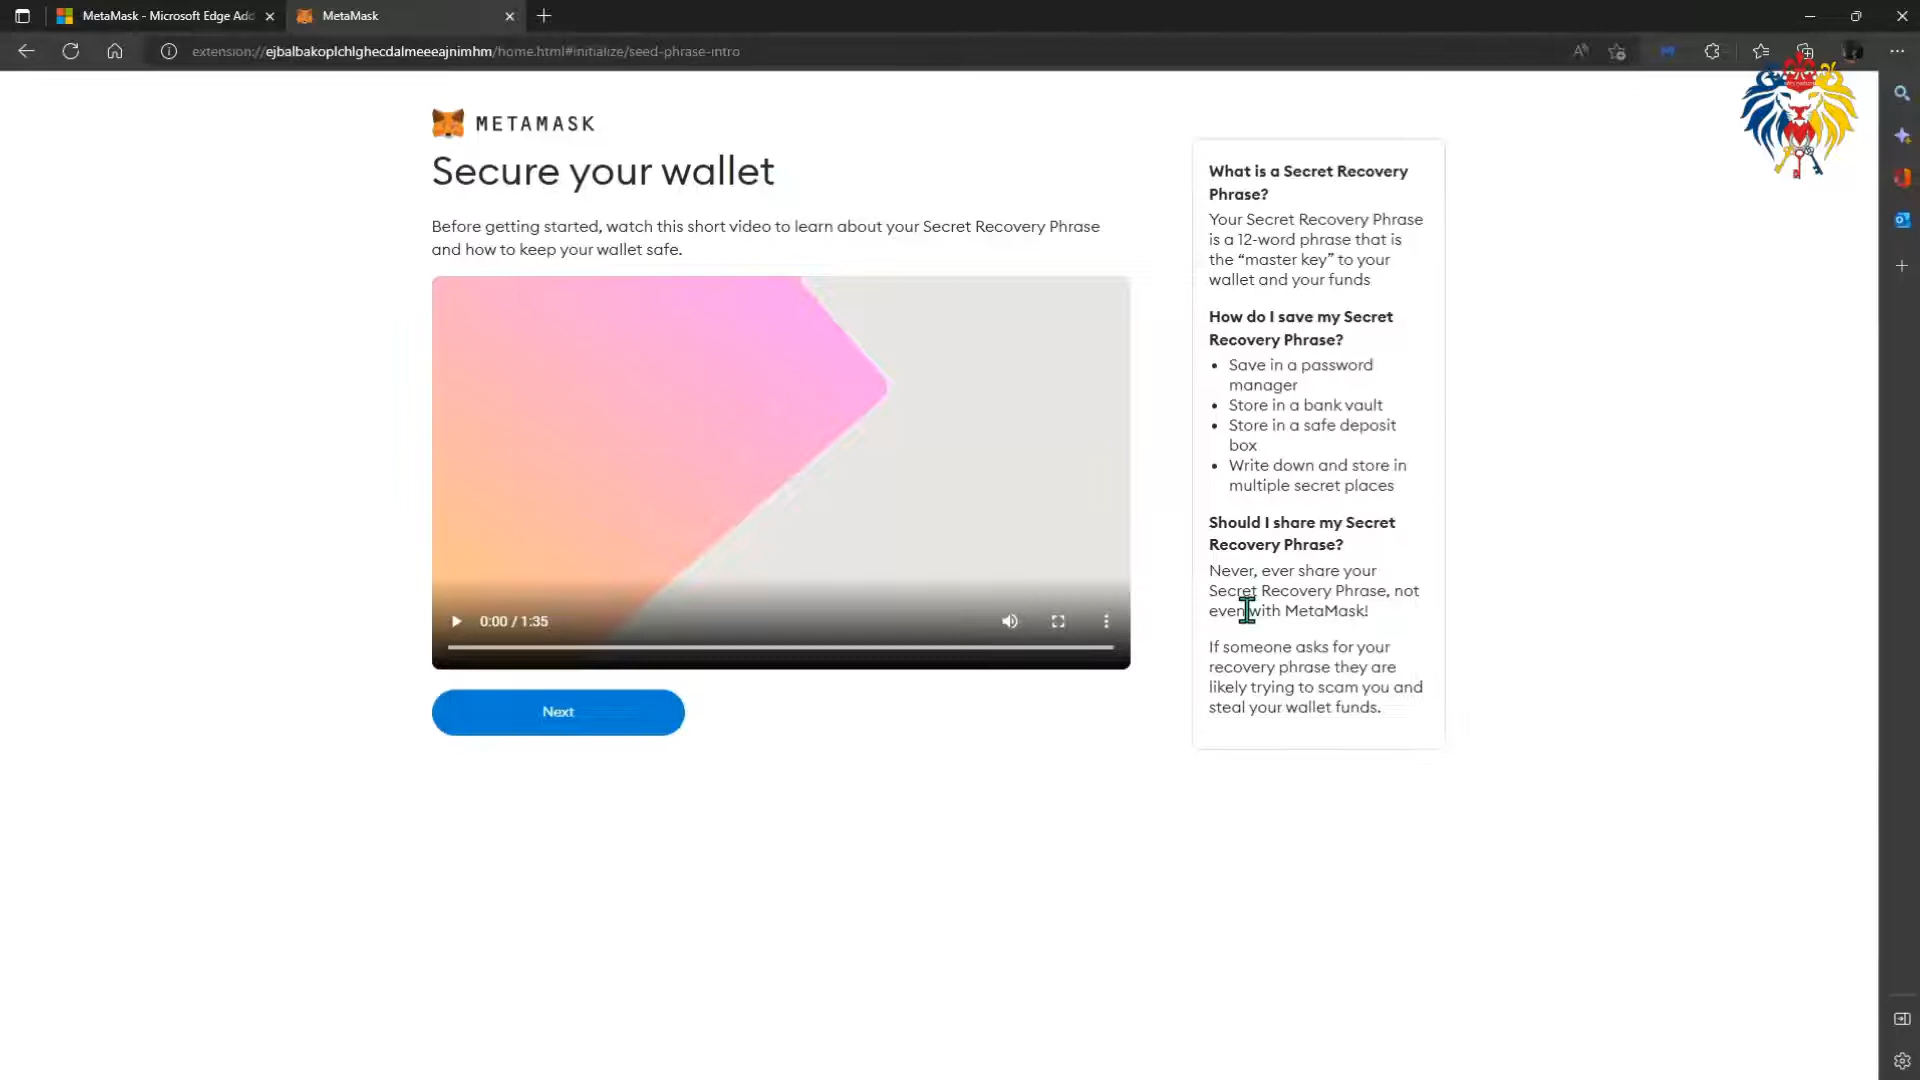 MetaMask - Microsoft Edge Add
MetaMask
extension://ejbalbakoplchlghecdalmeeeajnimhm/home.html#initialize/seed-phrase-intro
METAMASK
Secure your wallet
Before getting started, watch this short video to learn about your Secret Recovery Phrase
and how to keep your wallet safe.
0:00 / 1:35
Next
What is a Secret Recovery
Phrase?
Your Secret Recovery Phrase
is a 12-word phrase that is
the “master key” to your
wallet and your funds
How do I save my Secret
Recovery Phrase?
• Save in a password
manager
• Store in a bank vault
• Store in a safe deposit
box
• Write down and store in
multiple secret places
Should I share my Secret
Recovery Phrase?
Never, ever share your
Secret Recovery Phrase, not
even with MetaMask!
If someone asks for your
recovery phrase they are
likely trying to scam you and
steal your wallet funds.